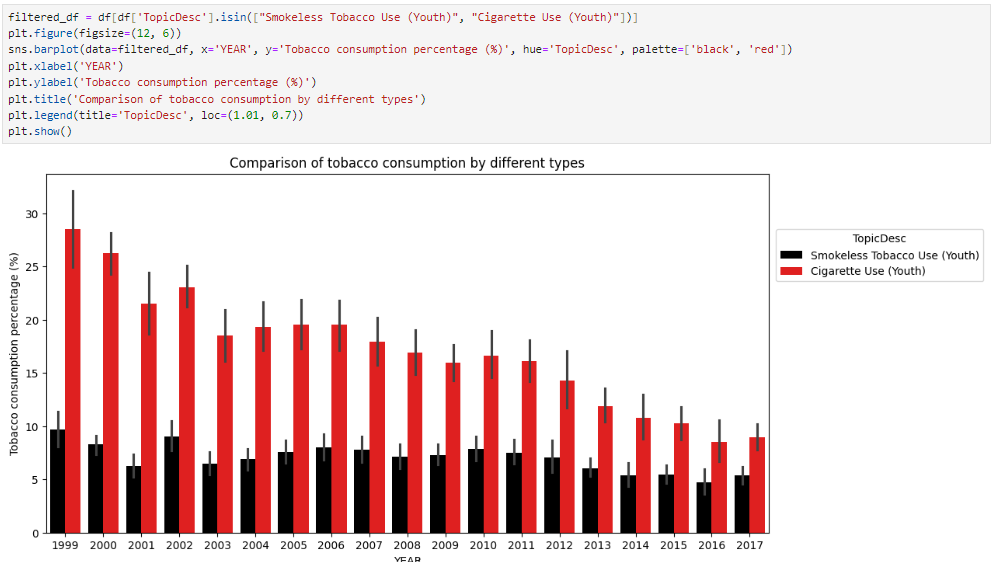 filtered_df = df[df['TopicDesc'].isin(["Smokeless Tobacco Use (Youth)", "Cigarette Use (Youth)"])]
plt.figure(figsize=(12, 6))
sns.barplot(data=filtered_df, x='YEAR', y='Tobacco consumption percentage (%)', hue='TopicDesc', palette=['black', 'red'])
plt.xlabel('YEAR')
plt.ylabel('Tobacco consumption percentage (%)')
plt.title('Comparison of tobacco consumption by different types')
plt.legend(title='TopicDesc', loc=(1.01, 0.7))
plt.show()
Comparison of tobacco consumption by different types
Tobacco consumption percentage (%)
30
25
20
15
10
5
0
1999 2000 2001 2002 2003 2004 2005 2006 2007 2008 2009 2010 2011 2012 2013 2014 2015 2016 2017
YEAR
TopicDesc
Smokeless Tobacco Use (Youth)
Cigarette Use (Youth)